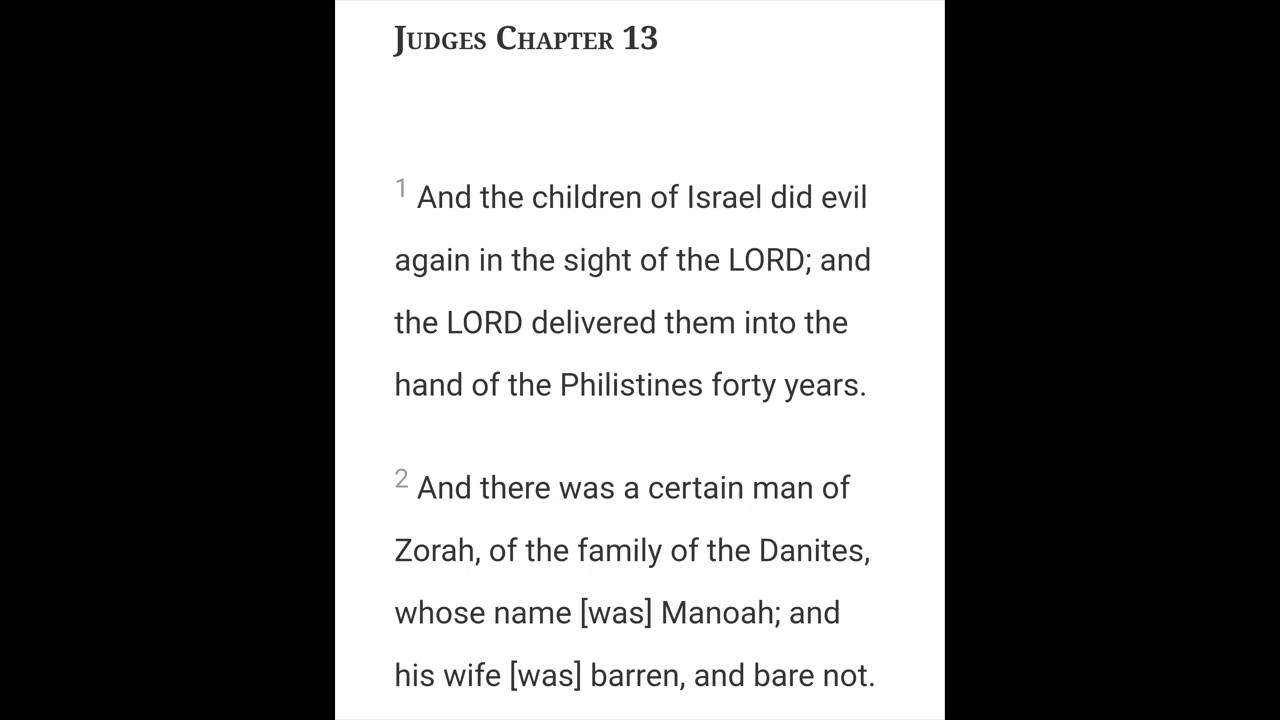 Judges Chapter 13
1 And the children of Israel did evil
again in the sight of the LORD; and
the LORD delivered them into the
hand of the Philistines forty years.
2 And there was a certain man of
Zorah, of the family of the Danites,
whose name [was] Manoah; and
his wife [was] barren, and bare not.